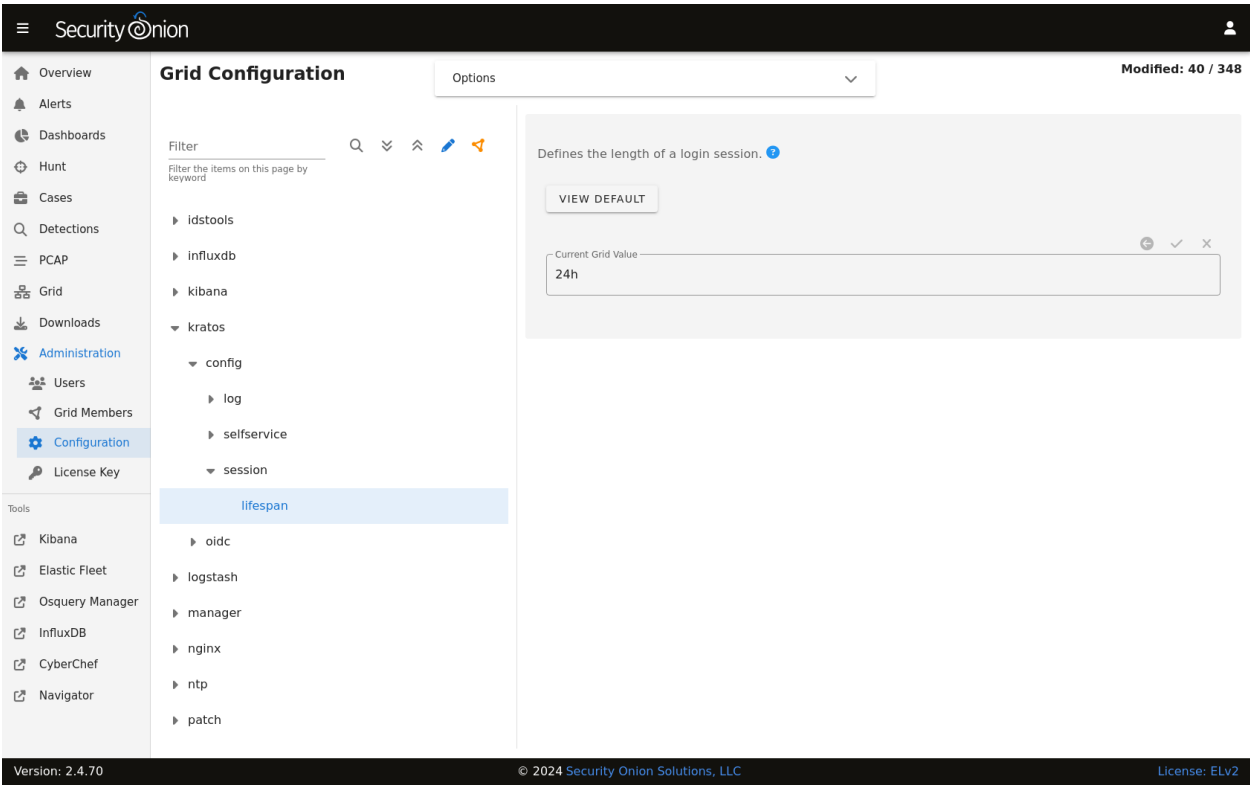 Security Onion
Overview
Alerts
Dashboards
Hunt
Cases
Detections
PCAP
Grid
Downloads
Administration
Users
Grid Members
Configuration
License Key
Tools
Kibana
Elastic Fleet
Osquery Manager
InfluxDB
CyberChef
Navigator
Grid Configuration
Options
Modified: 40 / 348
Filter
Filter the items on this page by
keyword
idstools
influxdb
kibana
kratos
config
log
selfservice
session
lifespan
oidc
logstash
manager
nginx
ntp
patch
Defines the length of a login session. ?
VIEW DEFAULT
Current Grid Value
24h
Version: 2.4.70
© 2024 Security Onion Solutions, LLC
License: ELv2